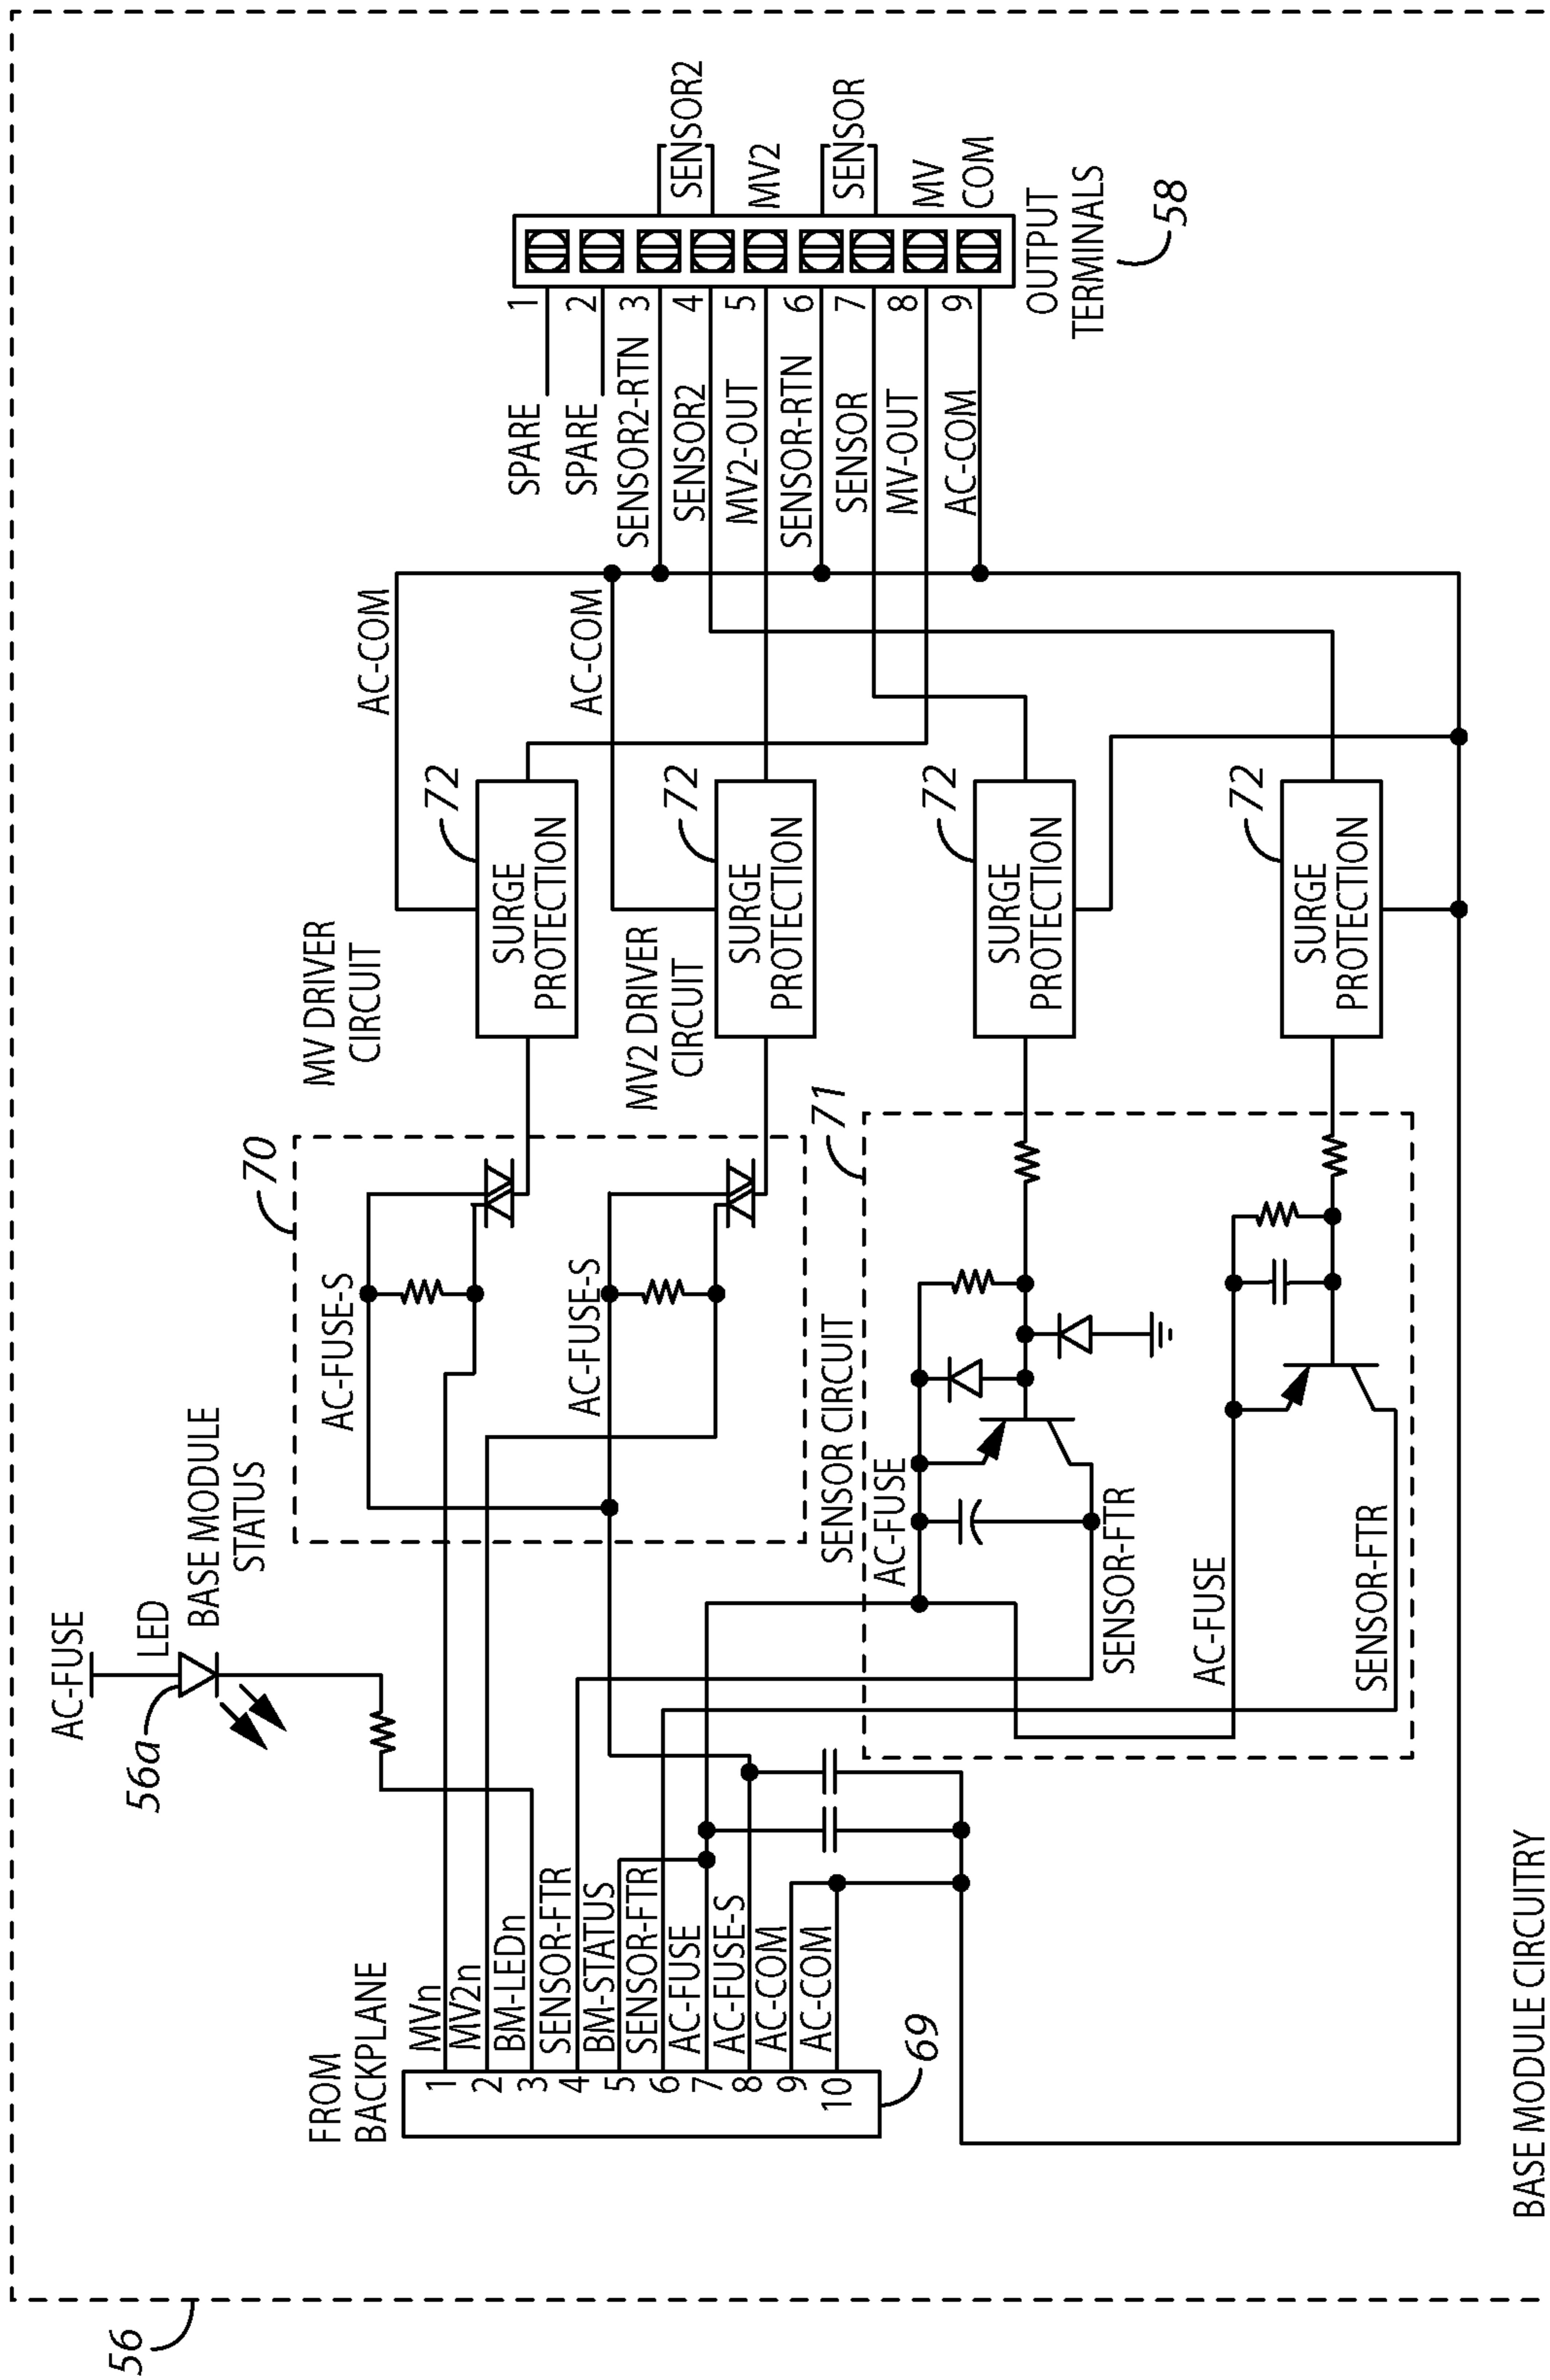 56
AC-FUSE
56a
LED
BASE MODULE
STATUS
FROM
BACKPLANE
MVn
MV2n
BM-LEDn
SENSOR-FTR
BM-STATUS
SENSOR-FTR
AC-FUSE
AC-FUSE-S
AC-COM
AC-COM
1
2
3
4
5
6
7
8
9
10
69
70
AC-FUSE-S
AC-FUSE-S
MV DRIVER
CIRCUIT
MV2 DRIVER
CIRCUIT
SENSOR CIRCUIT
71
AC-FUSE
SENSOR-FTR
AC-FUSE
SENSOR-FTR
72
SURGE
PROTECTION
72
SURGE
PROTECTION
72
SURGE
PROTECTION
72
SURGE
PROTECTION
AC-COM
AC-COM
SPARE
SPARE
SENSOR2-RTN
SENSOR2
MV2-OUT
SENSOR-RTN
SENSOR
MV-OUT
AC-COM
1
2
3
4
5
6
7
8
9
SENSOR2
MV2
SENSOR
MV
COM
OUTPUT
TERMINALS
58
BASE MODULE CIRCUITRY